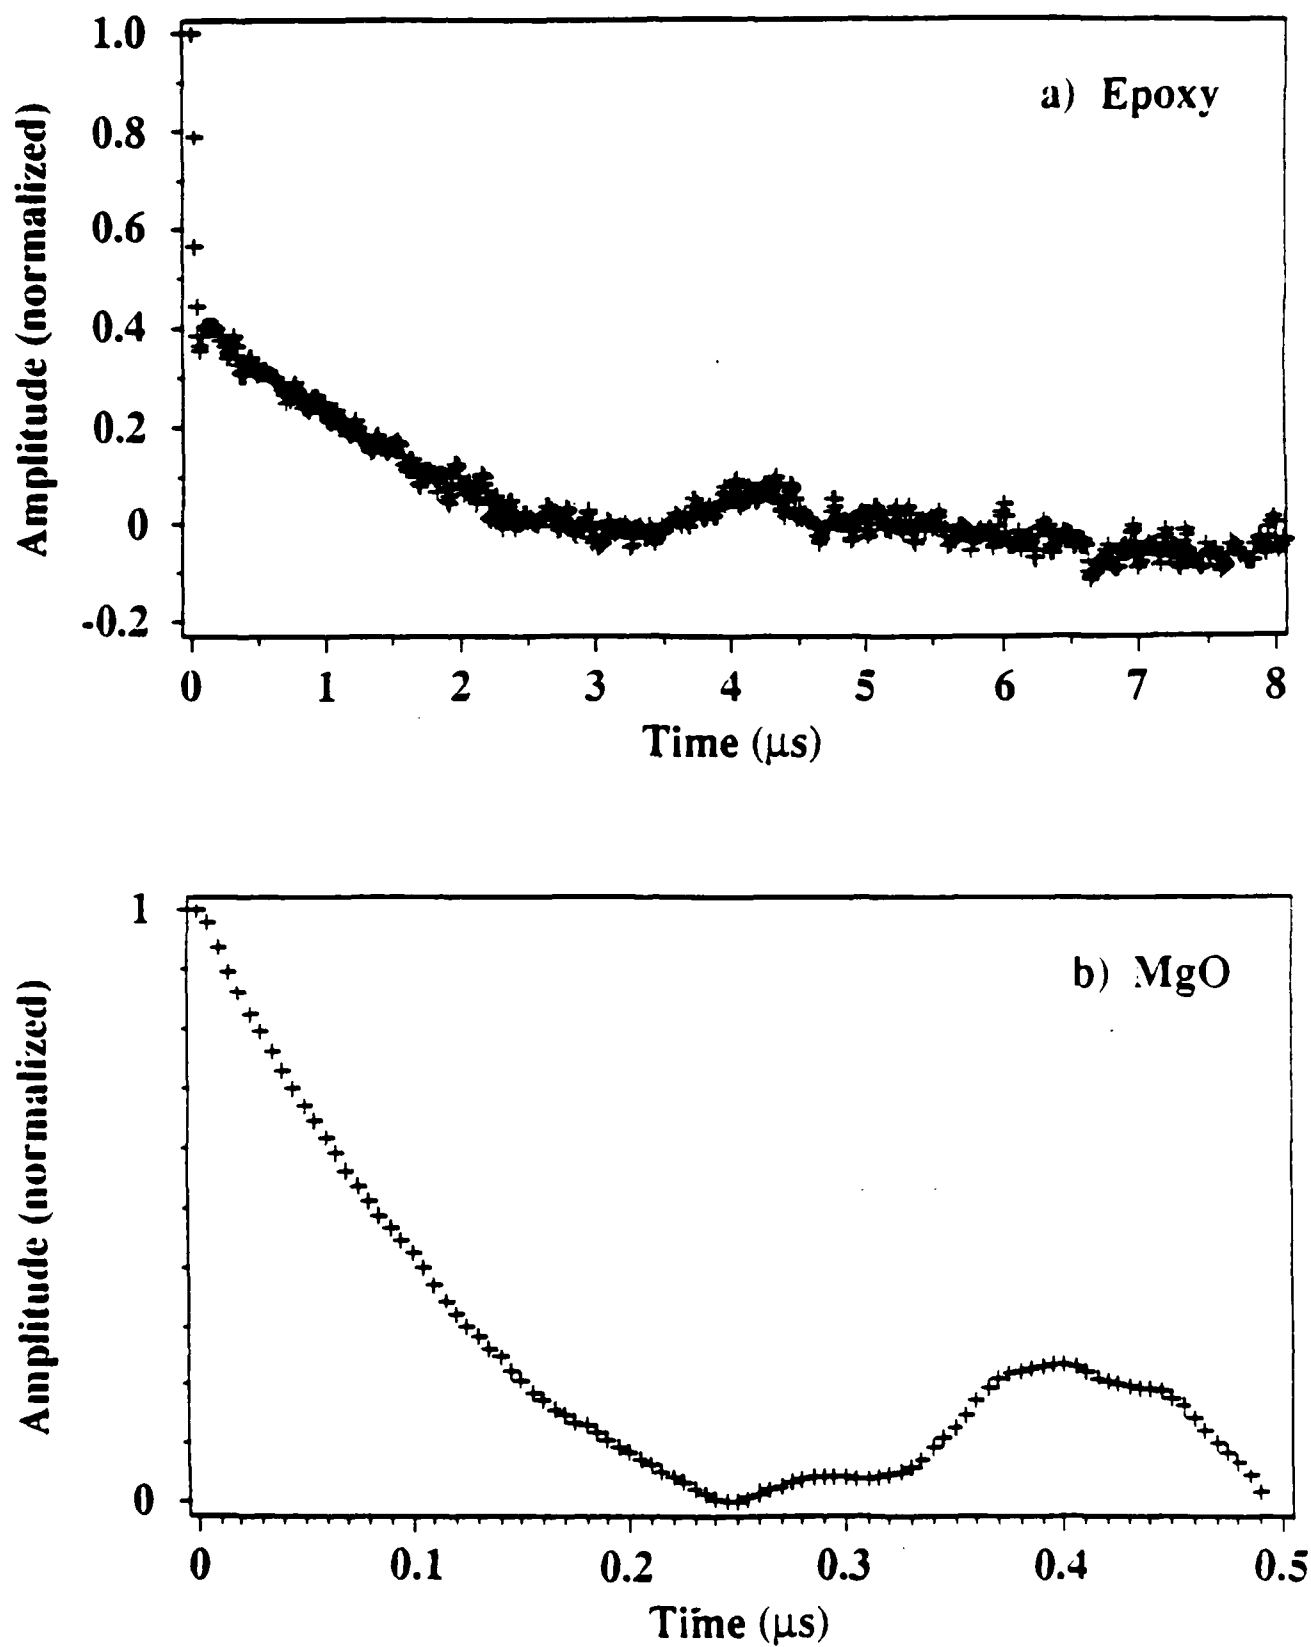 a) Epoxy
Amplitude (normalized)
1.0
0.8
0.6
0.4
0.2
0
-0.2
0 1 2 3 4 5 6 7 8
Time (μs)
b) MgO
Amplitude (normalized)
1
0
0 0.1 0.2 0.3 0.4 0.5
Time (μs)